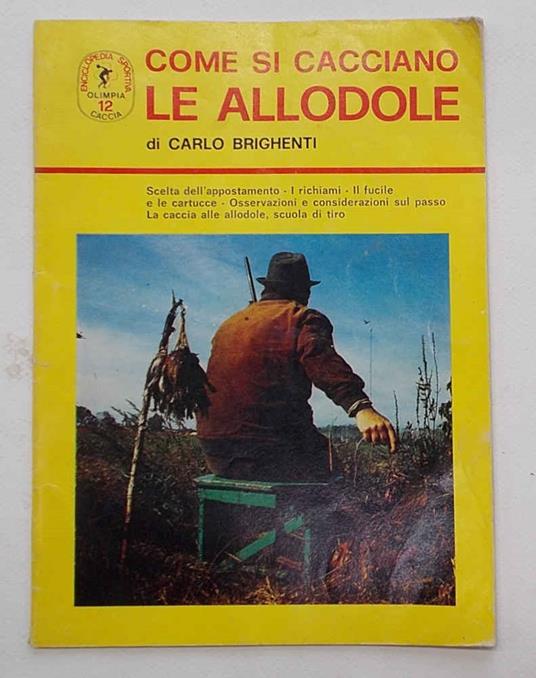 ENCICLOPEDIA SPORTIVA
OLIMPIA
12
CACCIA
COME SI CACCIANO
LE ALLODOLE
di CARLO BRIGHENTI
Scelta dell'appostamento - I richiami - Il fucile
e le cartucce - Osservazioni e considerazioni sul passo
La caccia alle allodole, scuola di tiro